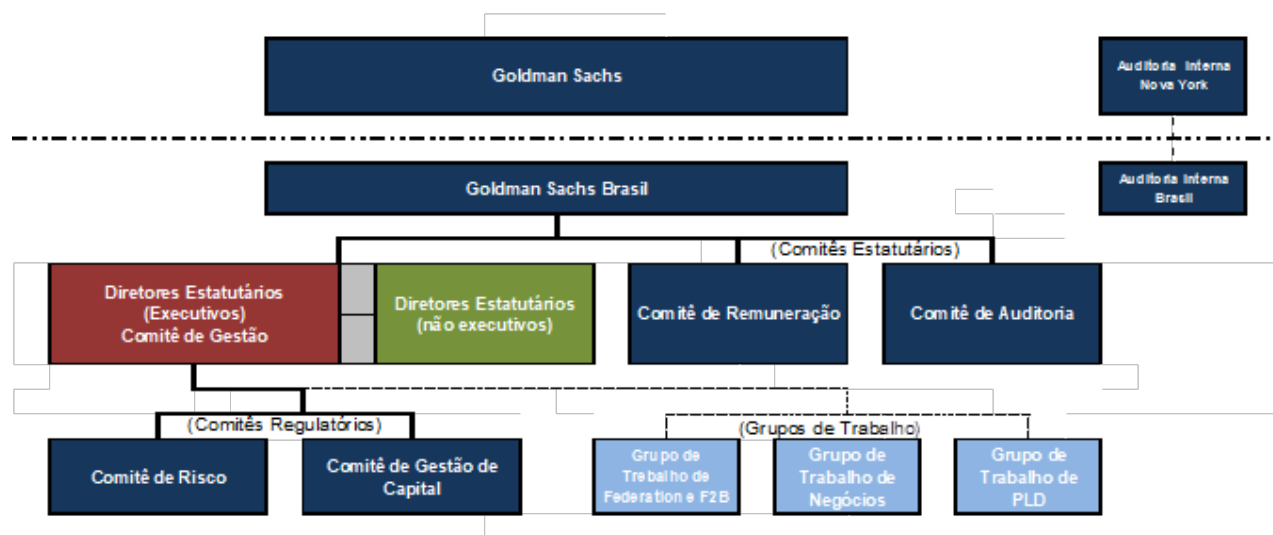 Goldman Sachs
Auditoria Interna
Nova York
Goldman Sachs Brasil
Auditoria Interna
Brasil
(Comitês Estatutários)
Diretores Estatutários
(Executivos)
Comitê de Gestão
Diretores Estatutários
(não executivos)
Comitê de Remuneração
Comitê de Auditoria
(Comitês Regulatórios)
(Grupos de Trabalho)
Comitê de Risco
Comitê de Gestão de
Capital
Grupo de
Trebalho de
Federation e F2B
Grupo de
Trabalho de
Negócios
Grupo de
Trabalho de
PLD